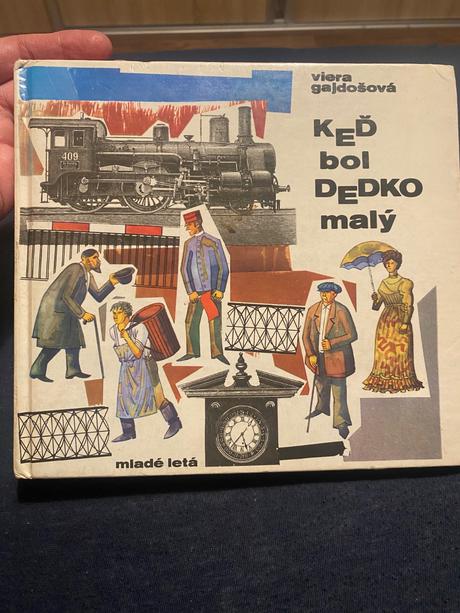 viera
gajdošová
KEĎ
bol
DEDKO
malý
409
mladé letá